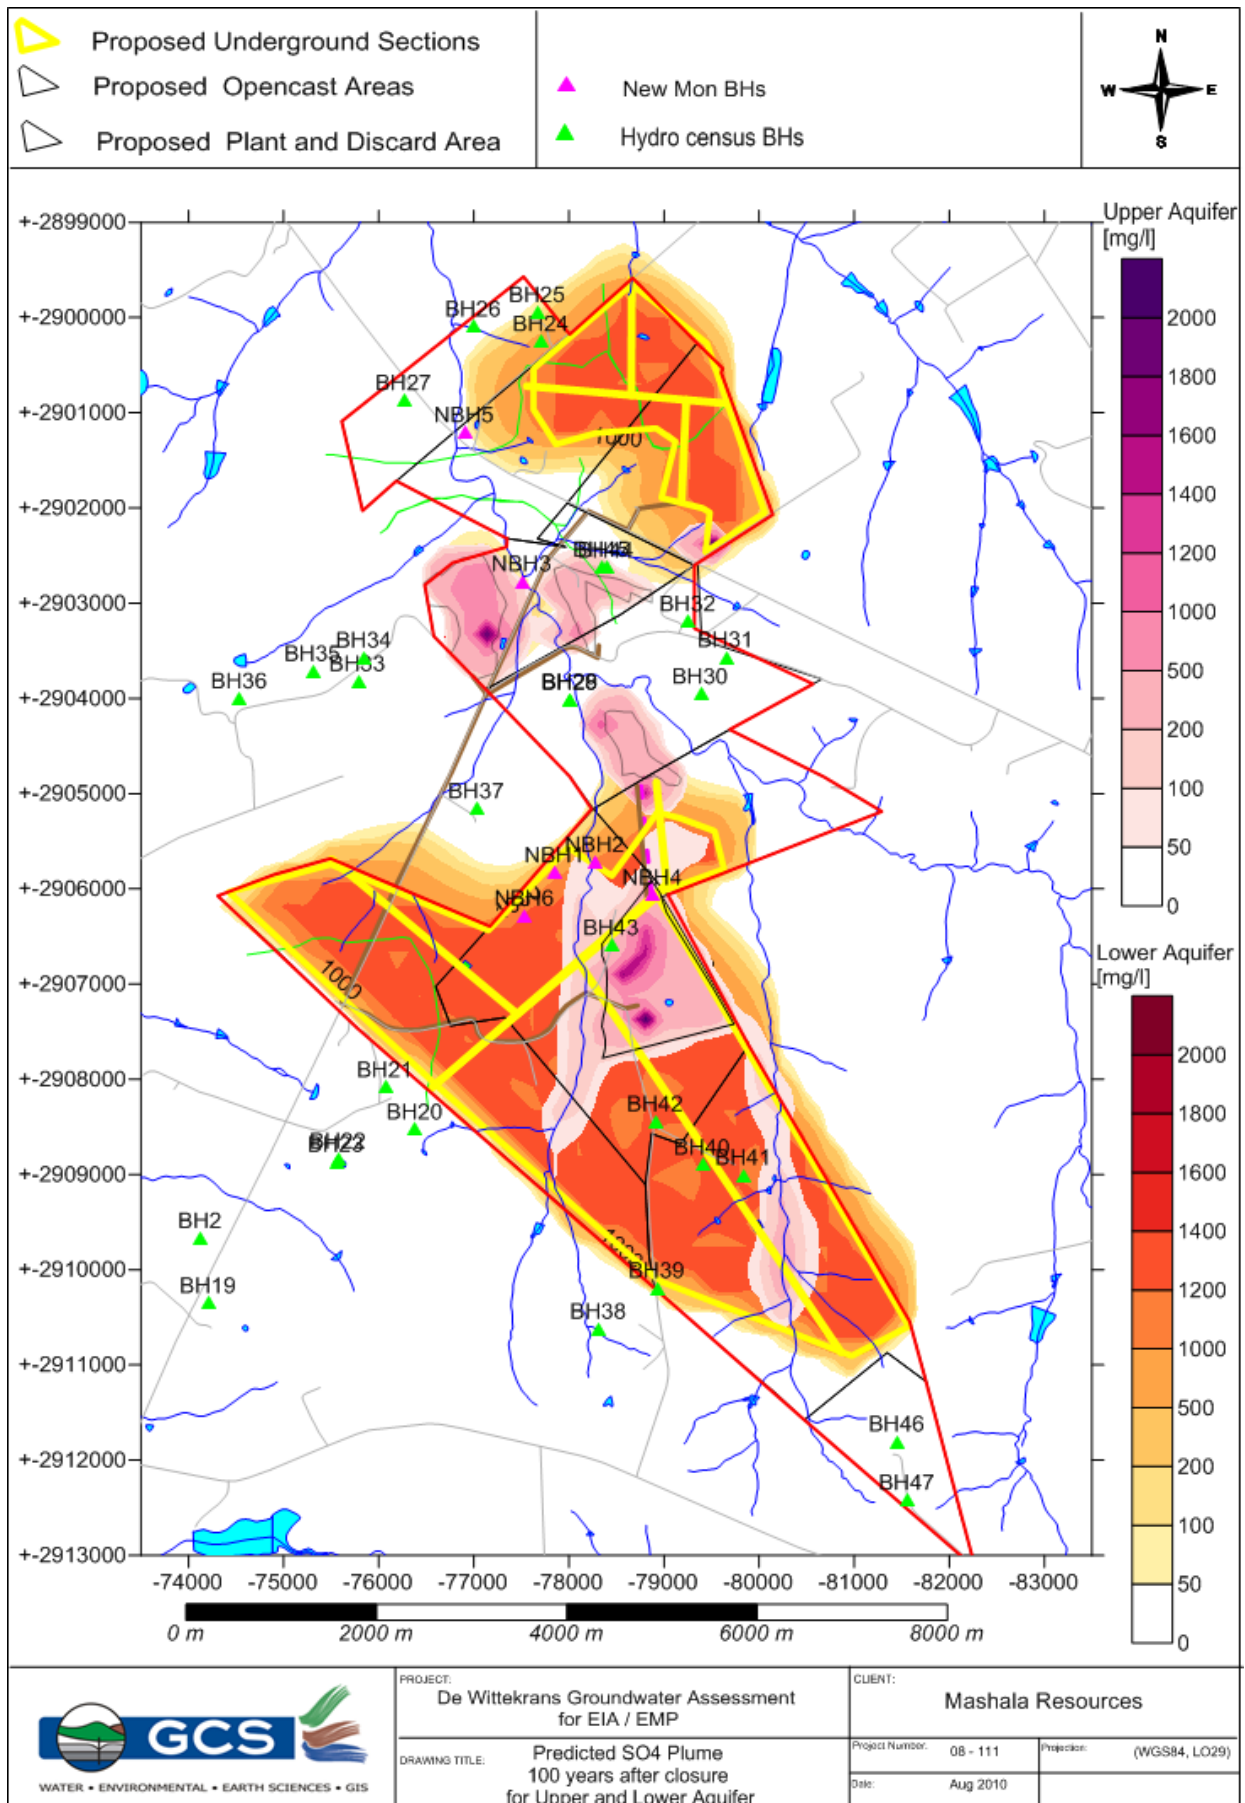 Proposed Underground Sections
Proposed Opencast Areas
Proposed Plant and Discard Area
New Mon BHs
Hydro census BHs
N
W E
S
Upper Aquifer
[mg/l]
2000
1800
1600
1400
1200
1000
500
200
100
50
0
Lower Aquifer
[mg/l]
2000
1800
1600
1400
1200
1000
500
200
100
50
0
+-2899000
+-2900000
+-2901000
+-2902000
+-2903000
+-2904000
+-2905000
+-2906000
+-2907000
+-2908000
+-2909000
+-2910000
+-2911000
+-2912000
+-2913000
BH25
BH26
BH24
BH27
NBH5
1000
NBH3
BH32
BH31
BH34
BH35
BH33
BH36
BH30
BH37
NBH2
NBH1
NBH4
NBH6
BH43
1000
BH21
BH20
BH42
BH40
BH41
BH2
BH19
BH39
BH38
BH46
BH47
-74000 -75000 -76000 -77000 -78000 -79000 -80000 -81000 -82000 -83000
0 m 2000 m 4000 m 6000 m 8000 m
GCS
WATER • ENVIRONMENTAL • EARTH SCIENCES • GIS
PROJECT:
De Wittekrans Groundwater Assessment
for EIA / EMP
DRAWING TITLE:
Predicted SO4 Plume
100 years after closure
for Upper and Lower Aquifer
CLIENT:
Mashala Resources
Project Number: 08 - 111
Projection: (WGS84, LO29)
Date: Aug 2010